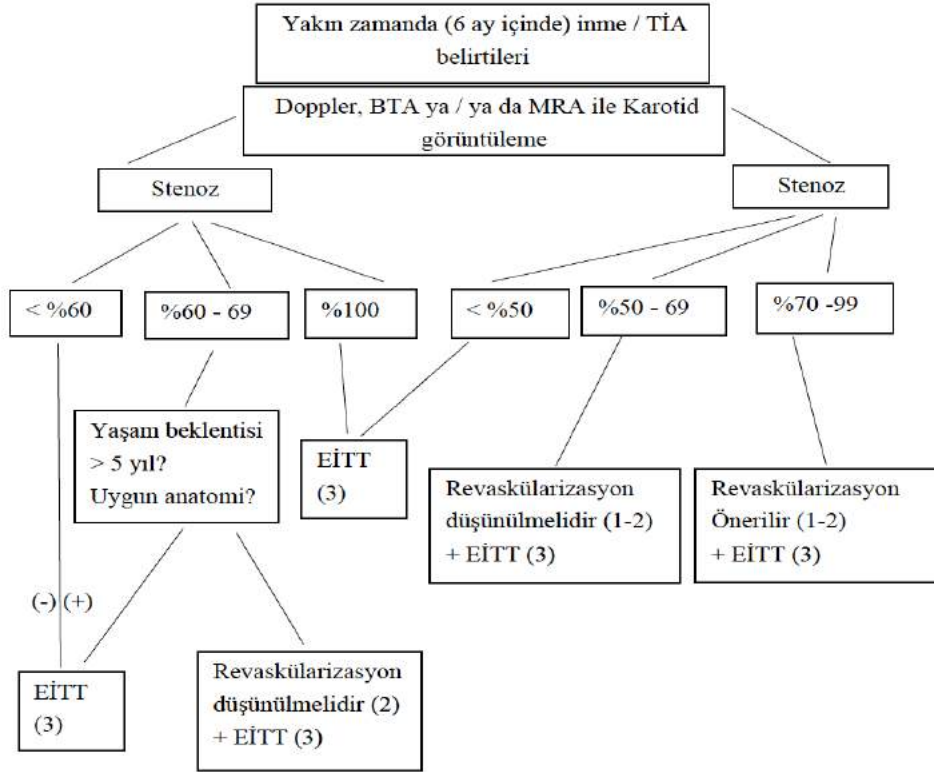 Yakın zamanda (6 ay içinde) inme / TİA
belirtileri
Doppler, BTA ya / ya da MRA ile Karotid
görüntüleme
Stenoz
Stenoz
< %60
%60 - 69
%100
< %50
%50 - 69
%70 -99
Yaşam beklentisi
> 5 yıl?
Uygun anatomi?
EİTT
(3)
Revaskülarizasyon
düşünülmelidir (1-2)
+ EİTT (3)
Revaskülarizasyon
Önerilir (1-2)
+ EİTT (3)
(-) (+)
EİTT
(3)
Revaskülarizasyon
düşünülmelidir (2)
+ EİTT (3)